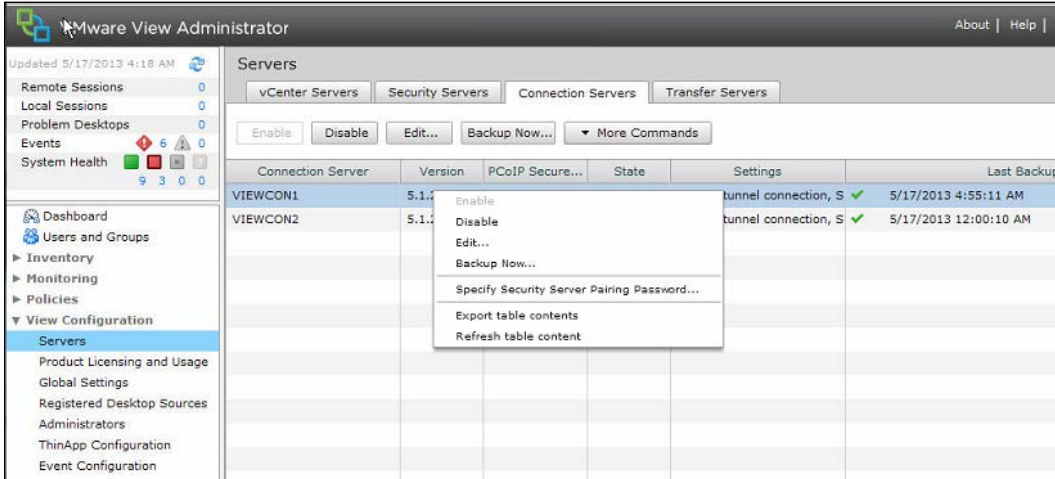 VMware View Administrator
About | Help |
Updated 5/17/2013 4:18 AM
Remote Sessions 0
Local Sessions 0
Problem Desktops 0
Events 6 0
System Health
9 3 0 0
Dashboard
Users and Groups
Inventory
Monitoring
Policies
View Configuration
Servers
Product Licensing and Usage
Global Settings
Registered Desktop Sources
Administrators
ThinApp Configuration
Event Configuration
Servers
vCenter Servers Security Servers Connection Servers Transfer Servers
Enable Disable Edit... Backup Now... More Commands
Connection Server Version PCoIP Secure... State Settings Last Backup
VIEWCON1 5.1.2 tunnel connection, S 5/17/2013 4:55:11 AM
VIEWCON2 5.1.2 tunnel connection, S 5/17/2013 12:00:10 AM
Enable
Disable
Edit...
Backup Now...
Specify Security Server Pairing Password...
Export table contents
Refresh table content